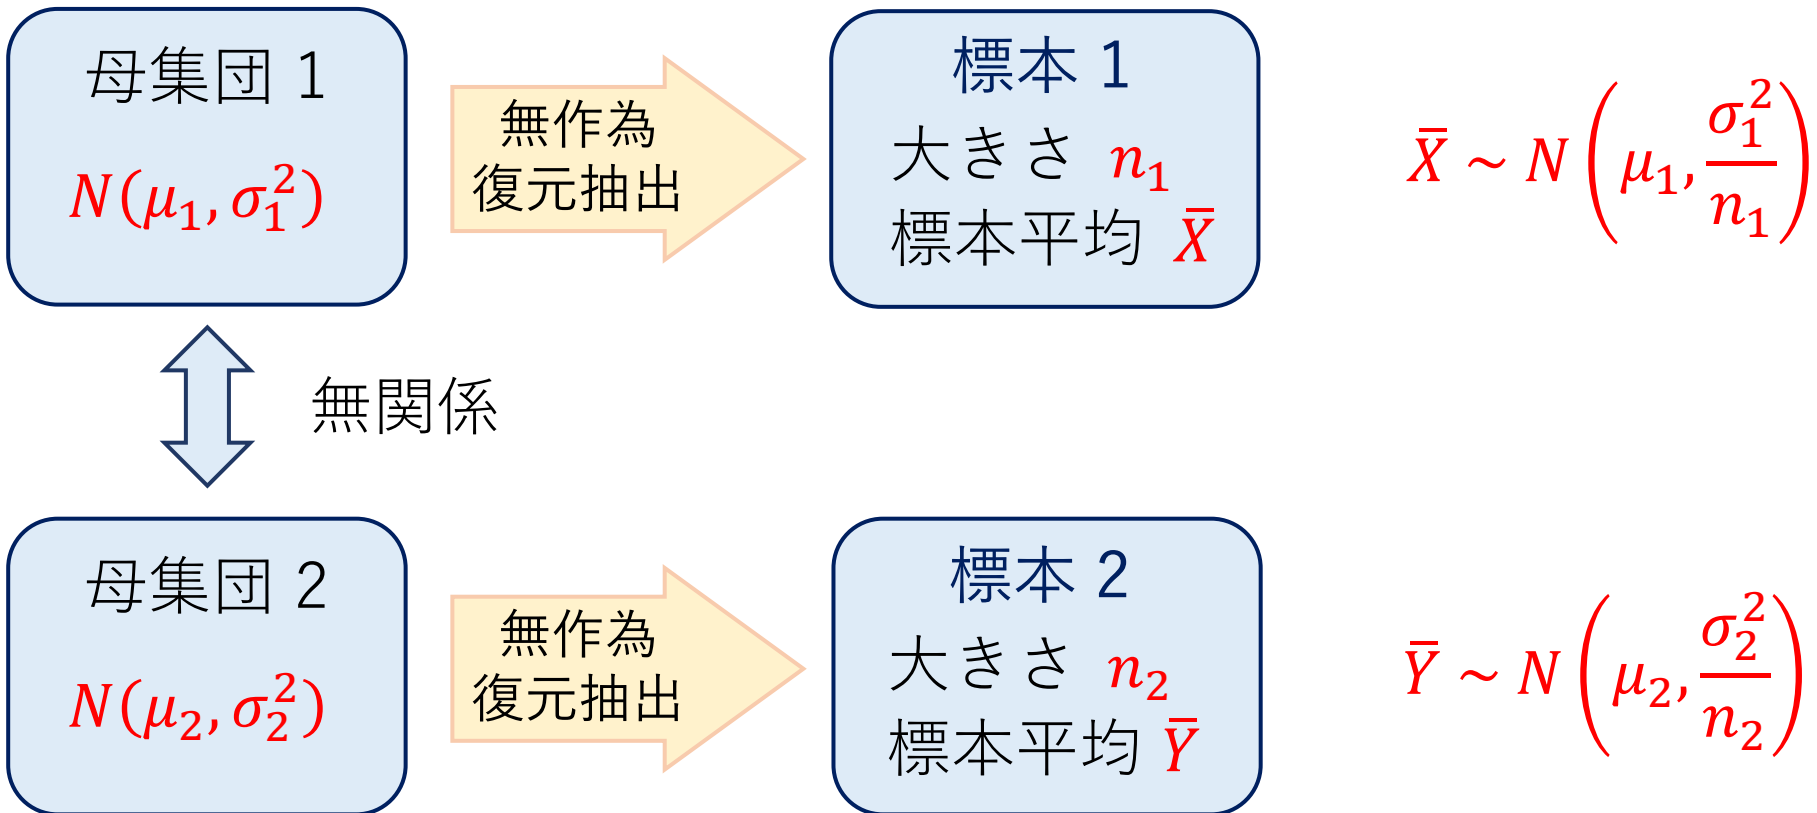 母集団 1
N(μ₁, σ₁²)
無作為
復元抽出
標本 1
大きさ n₁
標本平均 X̄
X̄ ~ N(μ₁, σ₁²/n₁)
無関係
母集団 2
N(μ₂, σ₂²)
無作為
復元抽出
標本 2
大きさ n₂
標本平均 Ȳ
Ȳ ~ N(μ₂, σ₂²/n₂)